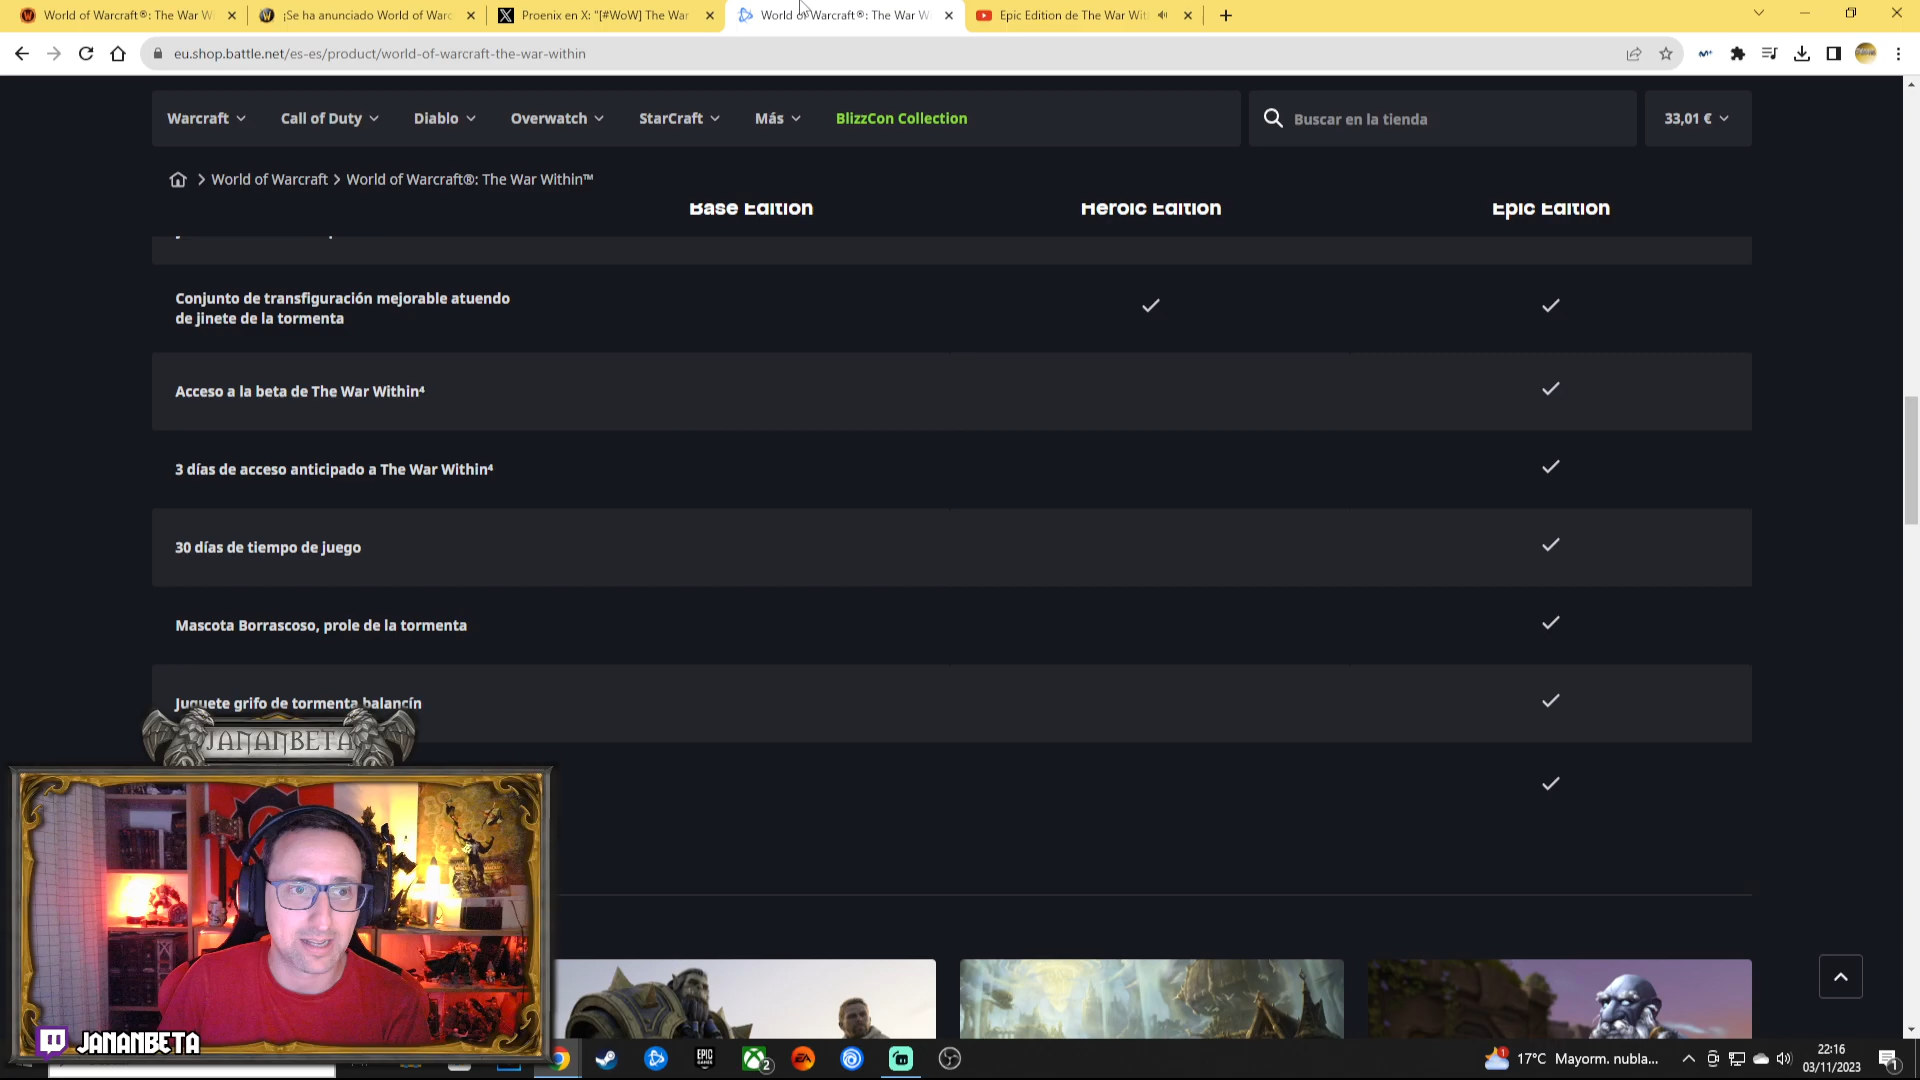 World of Warcraft®: The War W
¡Se ha anunciado World of Warc
Proenix en X: "[#WoW] The War
World of Warcraft®: The War W
Epic Edition de The War Wit
eu.shop.battle.net/es-es/product/world-of-warcraft-the-war-within
Warcraft
Call of Duty
Diablo
Overwatch
StarCraft
Más
BlizzCon Collection
Buscar en la tienda
33,01 €
World of Warcraft > World of Warcraft®: The War Within™
Base Edition
Heroic Edition
Epic Edition
Conjunto de transfiguración mejorable atuendo
de jinete de la tormenta
Acceso a la beta de The War Within⁴
3 días de acceso anticipado a The War Within⁴
30 días de tiempo de juego
Mascota Borrascoso, prole de la tormenta
Juguete grifo de tormenta balancín
JANANBETA
JANANBETA
EPIC
GAMES
2
EA
1
17°C Mayorm. nubla...
22:16
03/11/2023
1